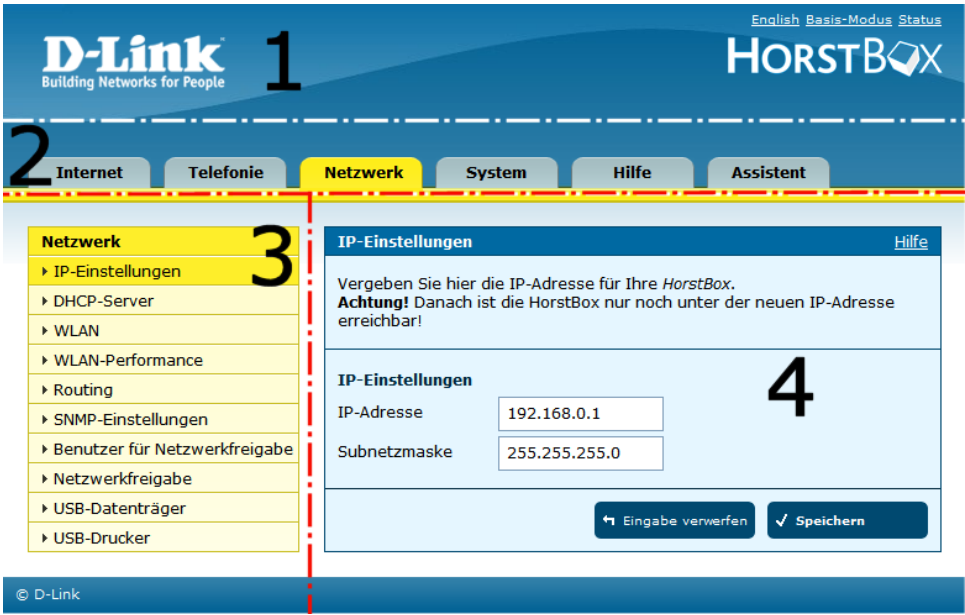 English Basis-Modus Status
D-Link
Building Networks for People
1
HORSTBOX
2
Internet Telefonie Netzwerk System Hilfe Assistent
3
Netzwerk
IP-Einstellungen
DHCP-Server
WLAN
WLAN-Performance
Routing
SNMP-Einstellungen
Benutzer für Netzwerkfreigabe
Netzwerkfreigabe
USB-Datenträger
USB-Drucker
IP-Einstellungen Hilfe
Vergeben Sie hier die IP-Adresse für Ihre HorstBox.
Achtung! Danach ist die HorstBox nur noch unter der neuen IP-Adresse
erreichbar!
4
IP-Einstellungen
IP-Adresse 192.168.0.1
Subnetzmaske 255.255.255.0
Eingabe verwerfen Speichern
© D-Link